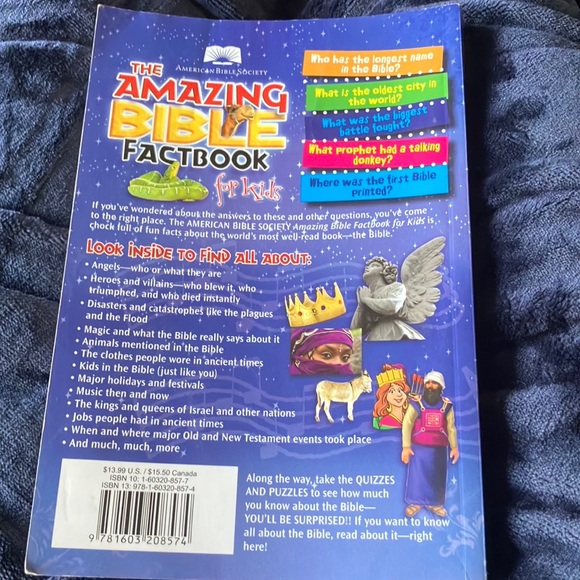 AMERICAN BIBLE SOCIETY
THE
AMAZING
BIBLE
FACTBOOK
for Kids
Who has the longest name
in the Bible?
What is the oldest city in
the world?
What was the biggest
battle fought?
What prophet had a talking
donkey?
Where was the first Bible
printed?
If you've wondered about the answers to these and other questions, you've come
to the right place. The AMERICAN BIBLE SOCIETY Amazing Bible Factbook for Kids is
chock full of fun facts about the world's most well-read book—the Bible.
LOOK INSIDE TO FIND ALL ABOUT:
• Angels—who or what they are
• Heroes and villains—who blew it, who
triumphed, and who died instantly
• Disasters and catastrophes like the plagues
and the Flood
• Magic and what the Bible really says about it
• Animals mentioned in the Bible
• The clothes people wore in ancient times
• Kids in the Bible (just like you)
• Major holidays and festivals
• Music then and now
• The kings and queens of Israel and other nations
• Jobs people had in ancient times
• When and where major Old and New Testament events took place
• And much, much, more
$13.99 U.S. / $15.50 Canada
ISBN 10: 1-60320-857-7
ISBN 13: 978-1-60320-857-4
9 781603 208574
Along the way, take the QUIZZES
AND PUZZLES to see how much
you know about the Bible—
YOU'LL BE SURPRISED!! If you want to know
all about the Bible, read about it—right
here!